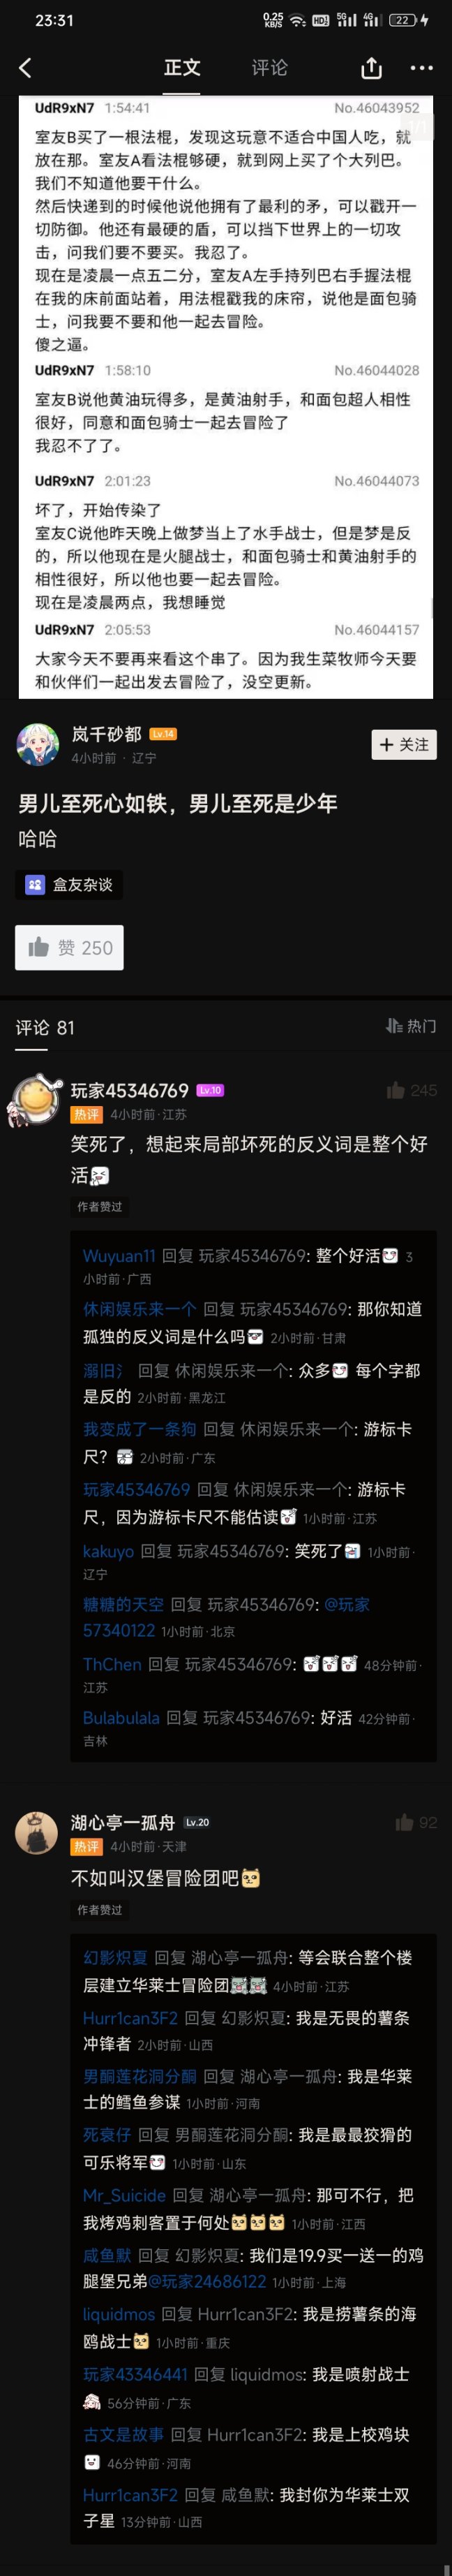 23:31
0.25 KB/S HD 5G 4G 22
正文 评论
1/1
UdR9xN7 1:54:41 No.46043952
室友B买了一根法棍，发现这玩意不适合中国人吃，就
放在那。室友A看法棍够硬，就到网上买了个大列巴。
我们不知道他要干什么。
然后快递到的时候他说他拥有了最利的矛，可以戳开一
切防御。他还有最硬的盾，可以挡下世界上的一切攻
击，问我们要不要买。我忍了。
现在是凌晨一点五二分，室友A左手持列巴右手握法棍
在我的床前面站着，用法棍戳我的床帘，说他是面包骑
士，问我要不要和他一起去冒险。
傻之逼。
UdR9xN7 1:58:10 No.46044028
室友B说他黄油玩得多，是黄油射手，和面包超人相性
很好，同意和面包骑士一起去冒险了
我忍不了了。
UdR9xN7 2:01:23 No.46044073
坏了，开始传染了
室友C说他昨天晚上做梦当上了水手战士，但是梦是反
的，所以他现在是火腿战士，和面包骑士和黄油射手的
相性很好，所以他也要一起去冒险。
现在是凌晨两点，我想睡觉
UdR9xN7 2:05:53 No.46044157
大家今天不要再来看这个串了。因为我生菜牧师今天要
和伙伴们一起出发去冒险了，没空更新。
岚千砂都 Lv.14
+ 关注
4小时前 · 辽宁
男儿至死心如铁，男儿至死是少年
哈哈
盒友杂谈
赞 250
评论 81 热门
玩家45346769 Lv.10 245
热评 4小时前·江苏
笑死了，想起来局部坏死的反义词是整个好
活
作者赞过
Wuyuan11 回复 玩家45346769: 整个好活 3
小时前·广西
休闲娱乐来一个 回复 玩家45346769: 那你知道
孤独的反义词是什么吗 2小时前·甘肃
溺旧氵 回复 休闲娱乐来一个: 众多 每个字都
是反的 2小时前·黑龙江
我变成了一条狗 回复 休闲娱乐来一个: 游标卡
尺？ 2小时前·广东
玩家45346769 回复 休闲娱乐来一个: 游标卡
尺，因为游标卡尺不能估读 1小时前·江苏
kakuyo 回复 玩家45346769: 笑死了 1小时前·
辽宁
糖糖的天空 回复 玩家45346769: @玩家
57340122 1小时前·北京
ThChen 回复 玩家45346769: 48分钟前·
江苏
Bulabulala 回复 玩家45346769: 好活 42分钟前·
吉林
湖心亭一孤舟 Lv.20 92
热评 4小时前·天津
不如叫汉堡冒险团吧
作者赞过
幻影炽夏 回复 湖心亭一孤舟: 等会联合整个楼
层建立华莱士冒险团 4小时前·江苏
Hurr1can3F2 回复 幻影炽夏: 我是无畏的薯条
冲锋者 2小时前·山西
男酮莲花洞分酮 回复 湖心亭一孤舟: 我是华莱
士的鳕鱼参谋 1小时前·河南
死衰仔 回复 男酮莲花洞分酮: 我是最最狡猾的
可乐将军 1小时前·山东
Mr_Suicide 回复 湖心亭一孤舟: 那可不行，把
我烤鸡刺客置于何处 1小时前·江西
咸鱼默 回复 幻影炽夏: 我们是19.9买一送一的鸡
腿堡兄弟@玩家24686122 1小时前·上海
liquidmos 回复 Hurr1can3F2: 我是捞薯条的海
鸥战士 1小时前·重庆
玩家43346441 回复 liquidmos: 我是喷射战士
56分钟前·广东
古文是故事 回复 Hurr1can3F2: 我是上校鸡块
46分钟前·河南
Hurr1can3F2 回复 咸鱼默: 我封你为华莱士双
子星 13分钟前·山西